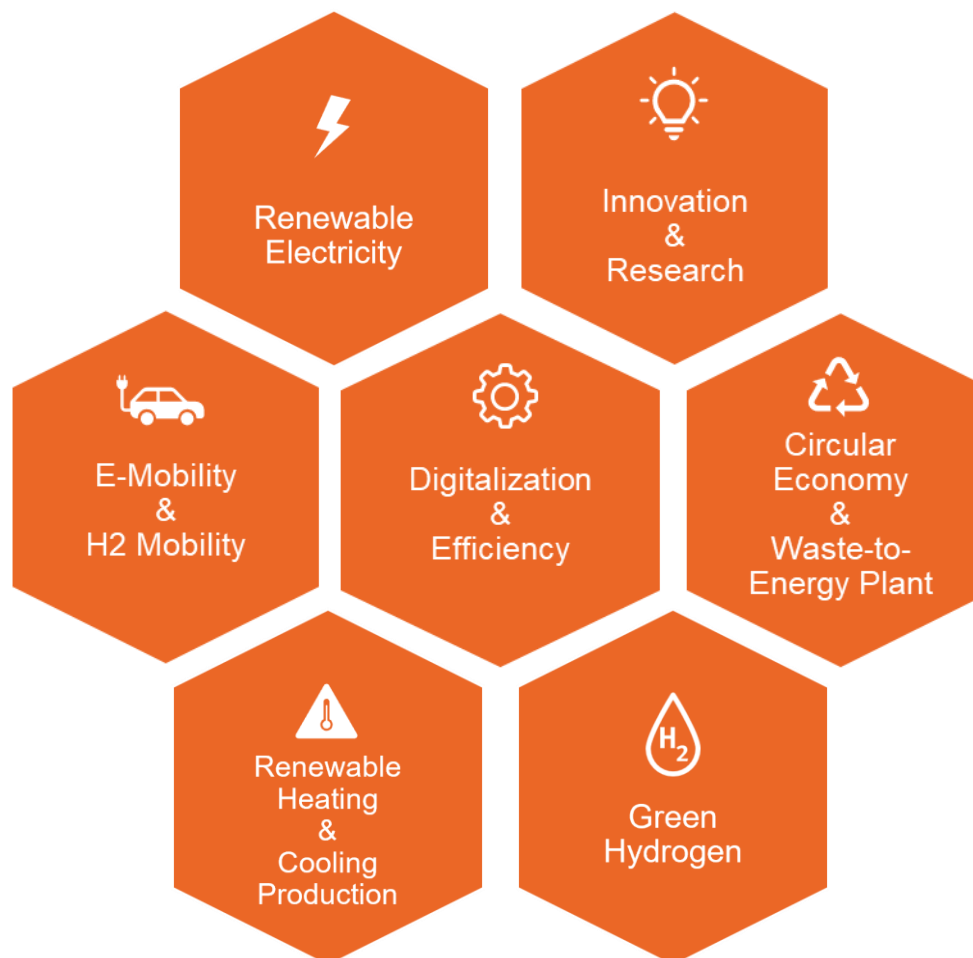 Renewable
Electricity
Innovation
&
Research
E-Mobility
&
H2 Mobility
Digitalization
&
Efficiency
Circular
Economy
&
Waste-to-
Energy Plant
Renewable
Heating
&
Cooling
Production
H2
Green
Hydrogen